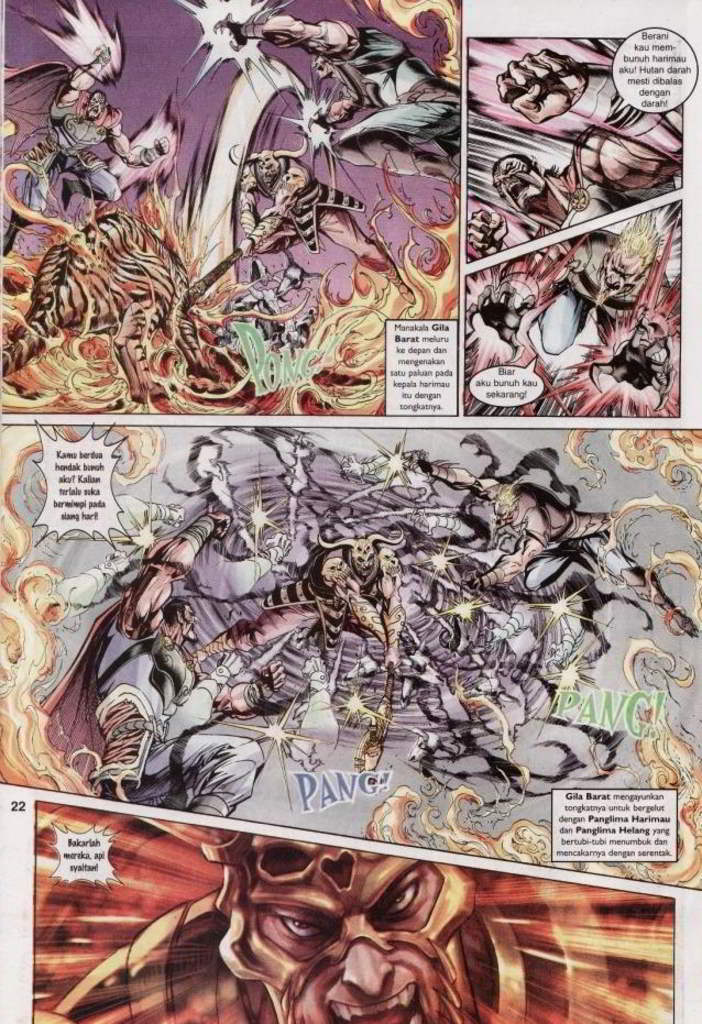 PONG!
Manakala Gila
Barat meluru
ke depan dan
mengenakan
satu paluan pada
kepala harimau
itu dengan
tongkatnya.
Berani
kau mem-
bunuh harimau
aku! Hutan darah
mesti dibalas
dengan
darah!
Biar
aku bunuh kau
sekarang!
Kamu berdua
hendak bunuh
aku? Kalian
terlalu suka
bermimpi pada
siang hari!
PANG!
PANG!
Gila Barat mengayunkan
tongkatnya untuk bergelut
dengan Panglima Harimau
dan Panglima Helang yang
bertubi-tubi menumbuk dan
mencakarnya dengan serentak.
22
Bakarlah
mereka, api
syaitan!